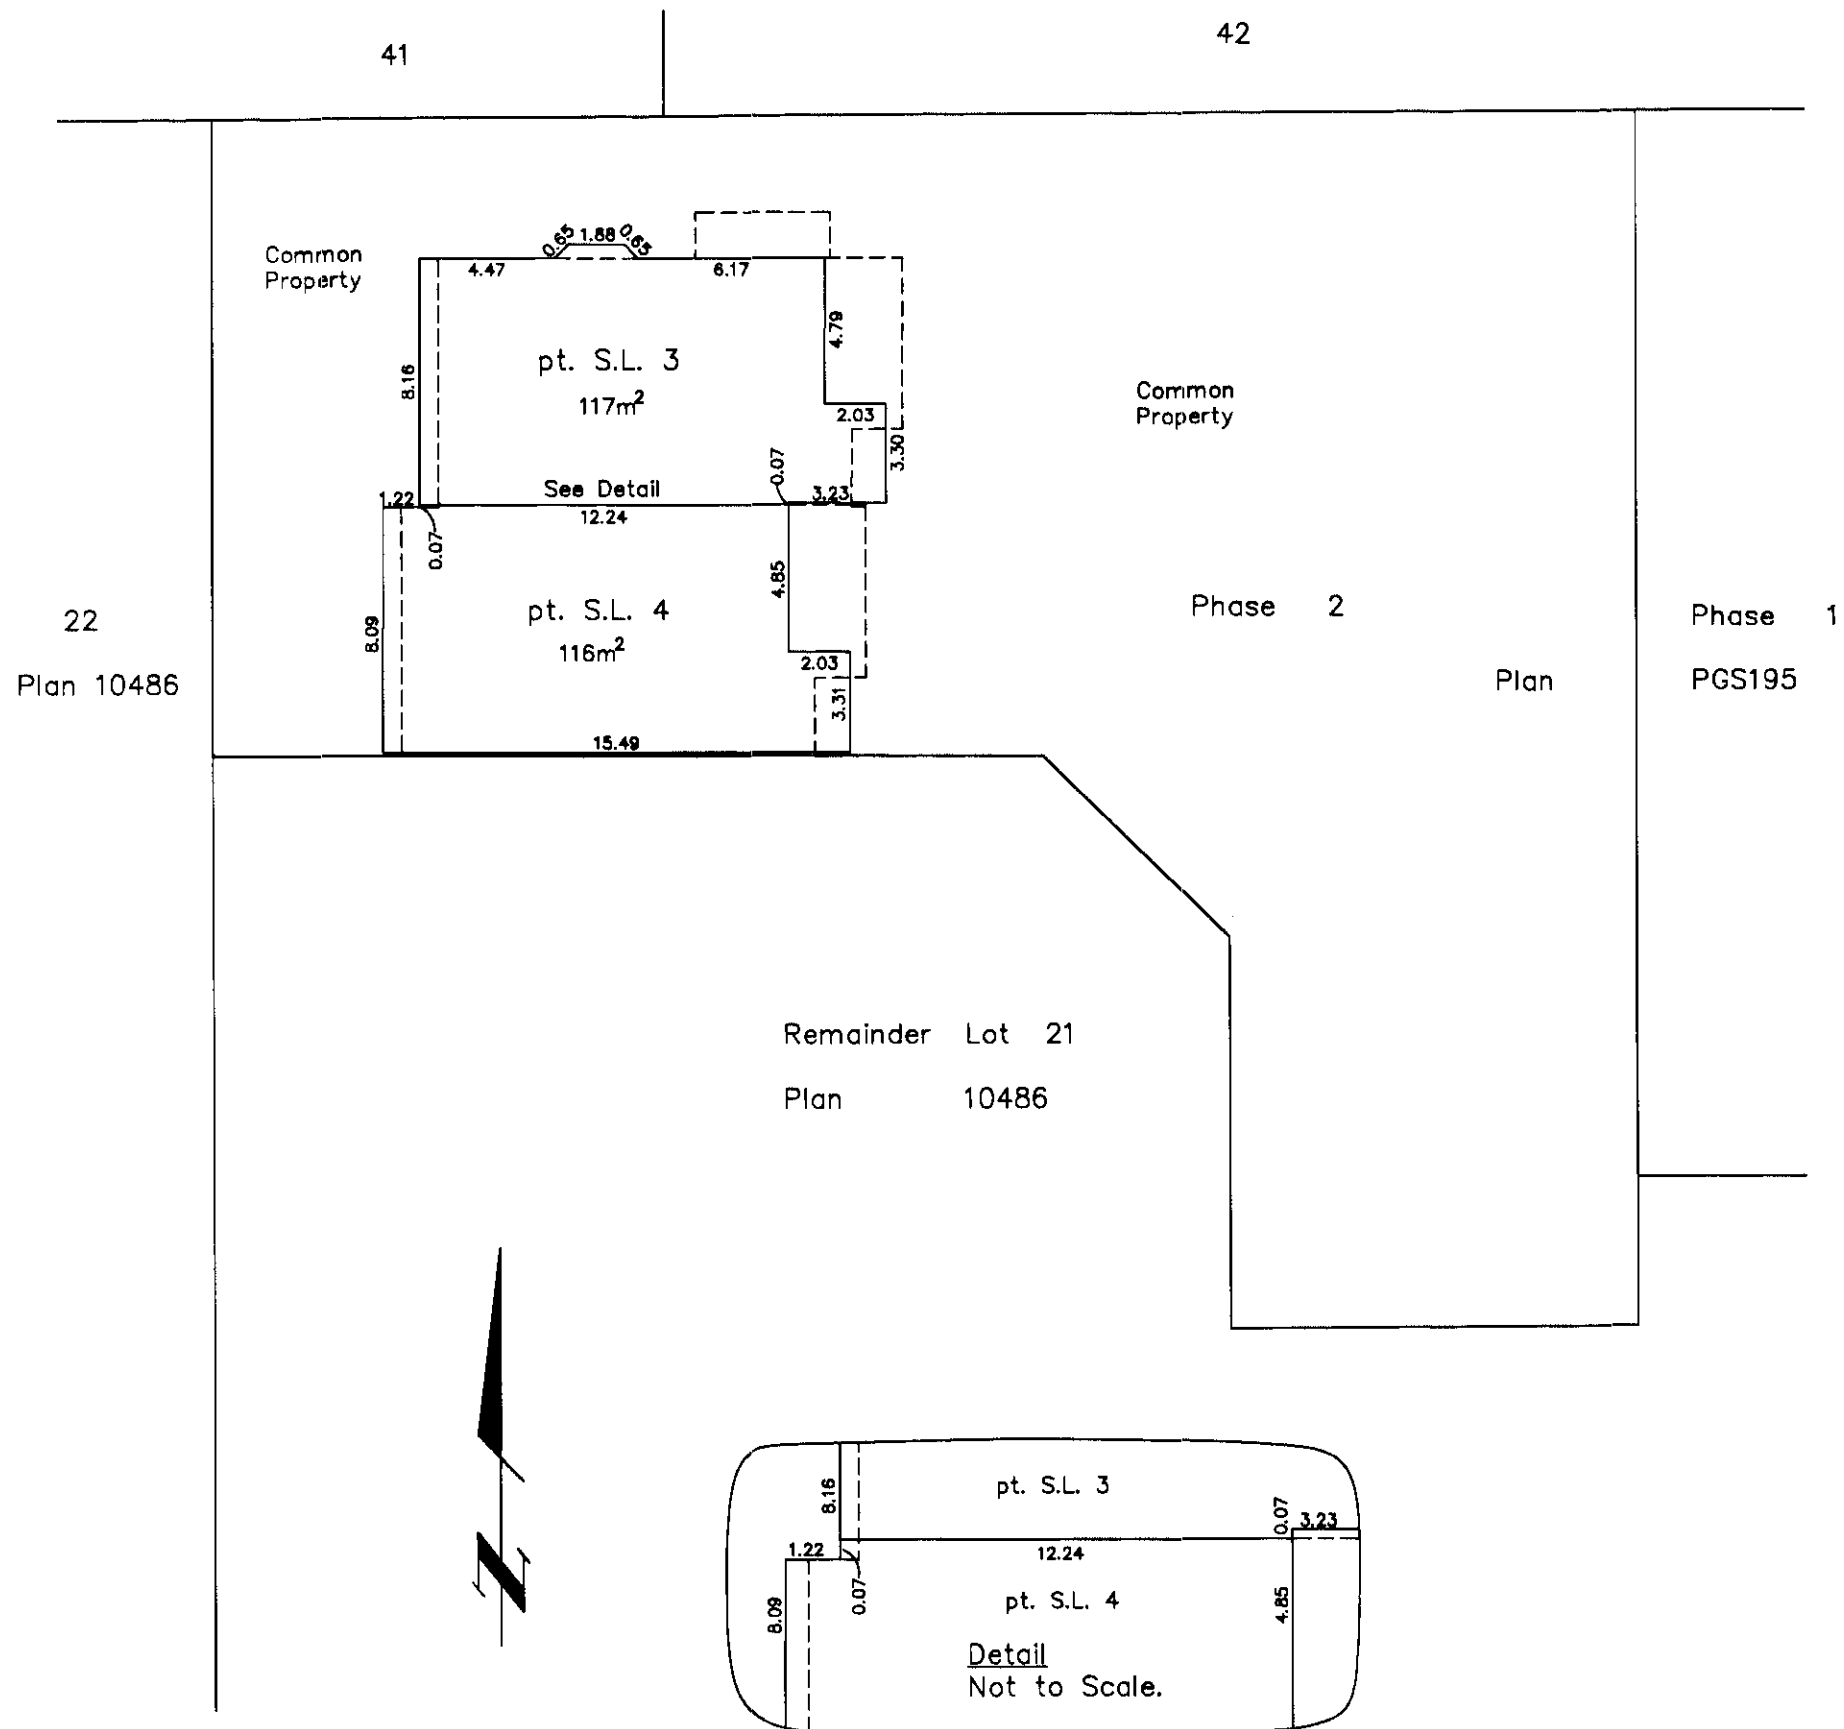 41
42
0.65 1.88 0.65
4.47
6.17
Common
Property
8.16
pt. S.L. 3
117m²
4.79
2.03
3.30
Common
Property
See Detail
0.07
3.23
1.22
12.24
0.07
8.09
pt. S.L. 4
116m²
4.85
2.03
3.31
15.49
22
Plan 10486
Phase 2
Plan
Phase 1
PGS195
Remainder Lot 21
Plan 10486
N
8.16
pt. S.L. 3
0.07
3.23
1.22
12.24
0.07
8.09
pt. S.L. 4
4.85
Detail
Not to Scale.